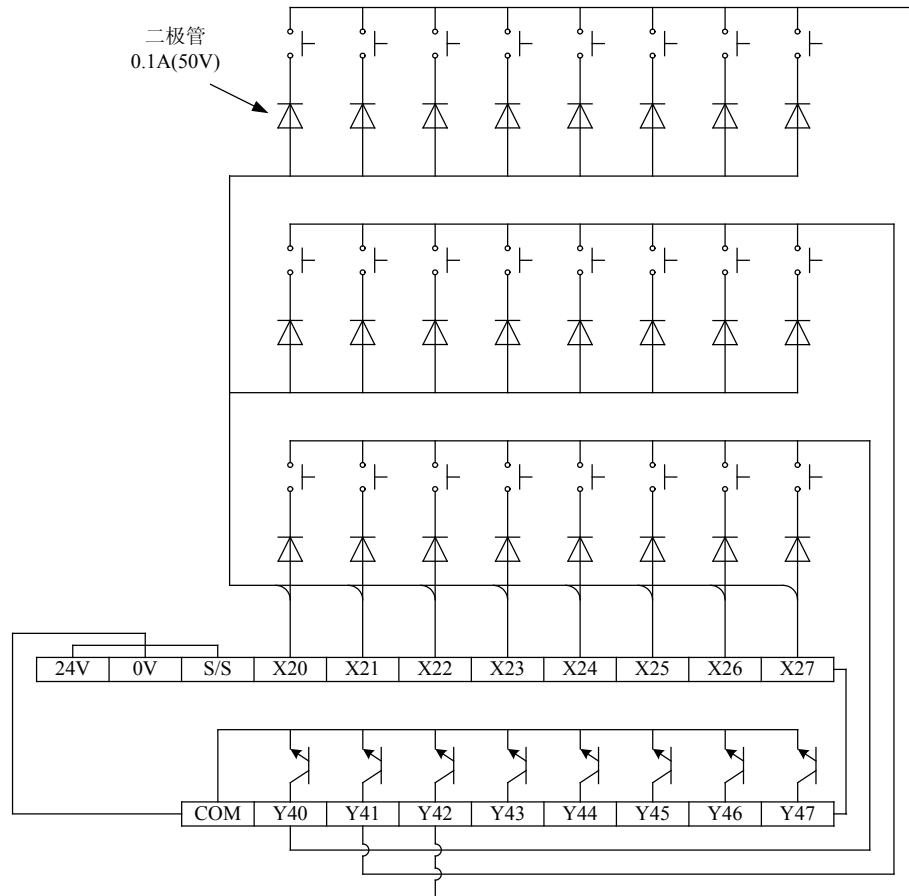 二极管
0.1A(50V)
24V 0V S/S X20 X21 X22 X23 X24 X25 X26 X27
COM Y40 Y41 Y42 Y43 Y44 Y45 Y46 Y47